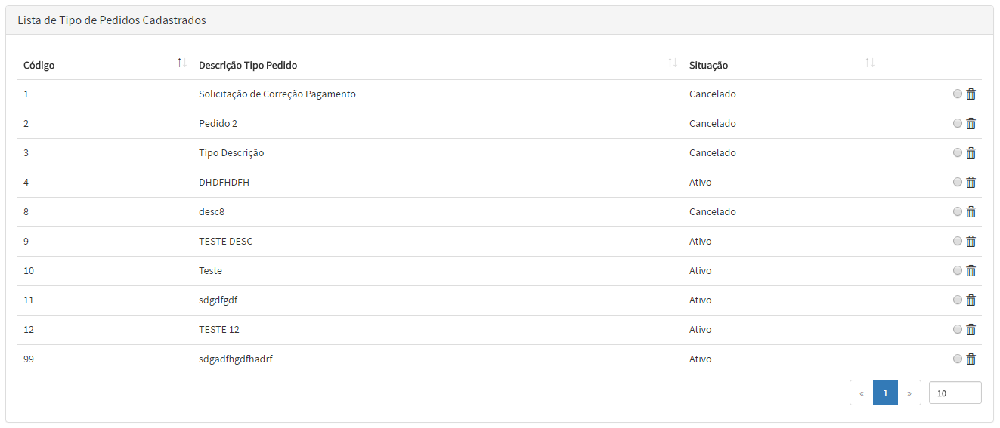 Lista de Tipo de Pedidos Cadastrados
Código Descrição Tipo Pedido Situação
1 Solicitação de Correção Pagamento Cancelado
2 Pedido 2 Cancelado
3 Tipo Descrição Cancelado
4 DHDFHDFH Ativo
8 desc8 Cancelado
9 TESTE DESC Ativo
10 Teste Ativo
11 sdgdfgdf Ativo
12 TESTE 12 Ativo
99 sdgadfhgdfhadrf Ativo
« 1 » 10